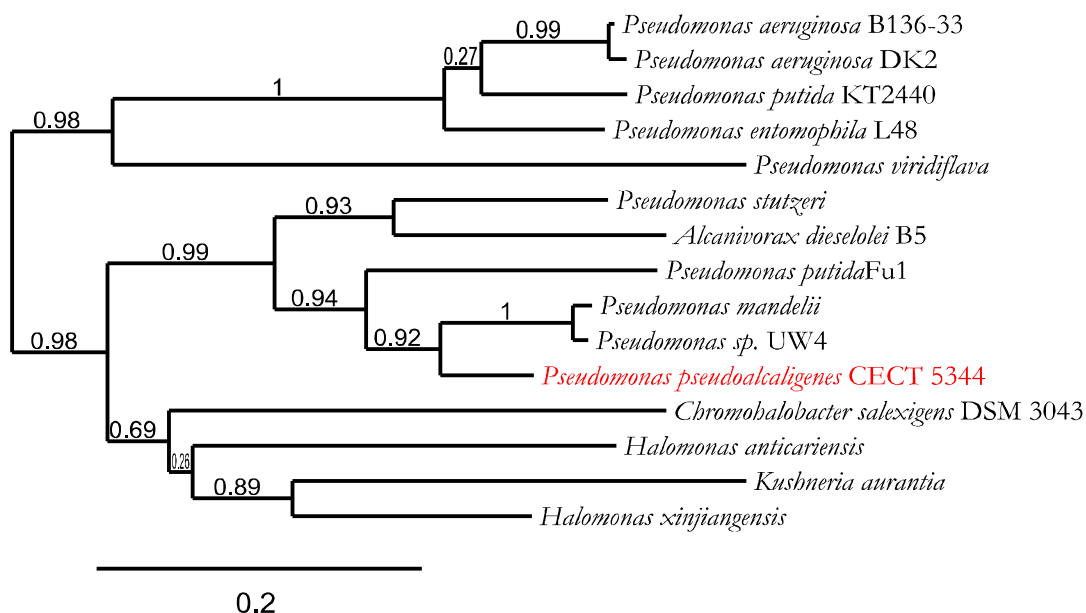 Pseudomonas aeruginosa B136-33
0.99
Pseudomonas aeruginosa DK2
0.27
1
Pseudomonas putida KT2440
0.98
Pseudomonas entomophila L48
Pseudomonas viridiflava
Pseudomonas stutzeri
0.93
Alcanivorax dieselolei B5
0.99
Pseudomonas putidaFu1
0.94
Pseudomonas mandelii
1
0.98
0.92
Pseudomonas sp. UW4
Pseudomonas pseudoalcaligenes CECT 5344
Chromohalobacter salexigens DSM 3043
0.69
Halomonas anticariensis
0.26
Kushneria aurantia
0.89
Halomonas xinjiangensis
0.2